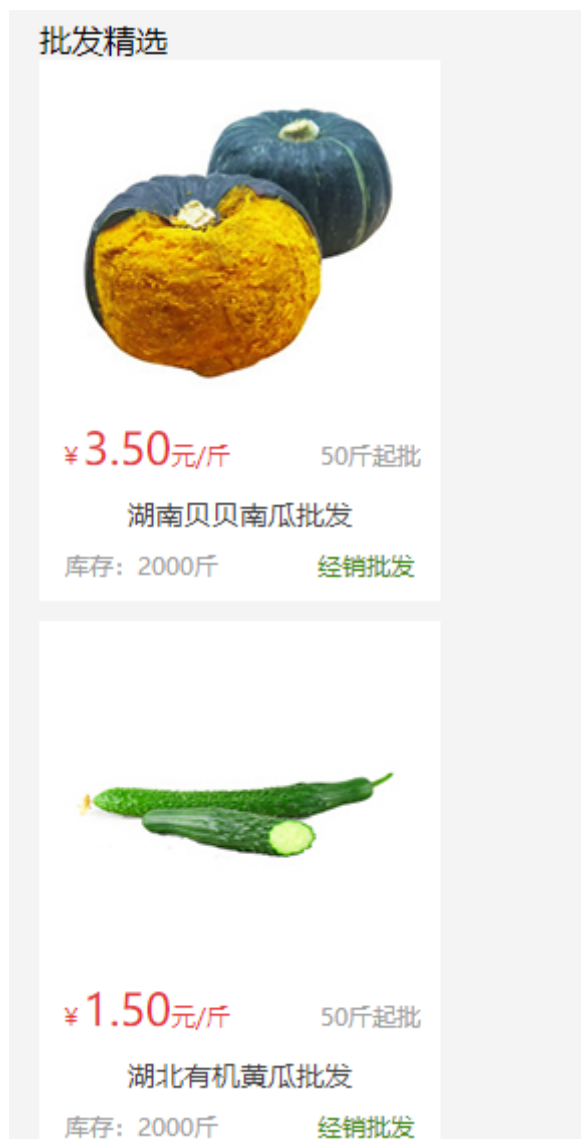 批发精选
¥3.50元/斤 50斤起批
湖南贝贝南瓜批发
库存：2000斤 经销批发
¥1.50元/斤 50斤起批
湖北有机黄瓜批发
库存：2000斤 经销批发